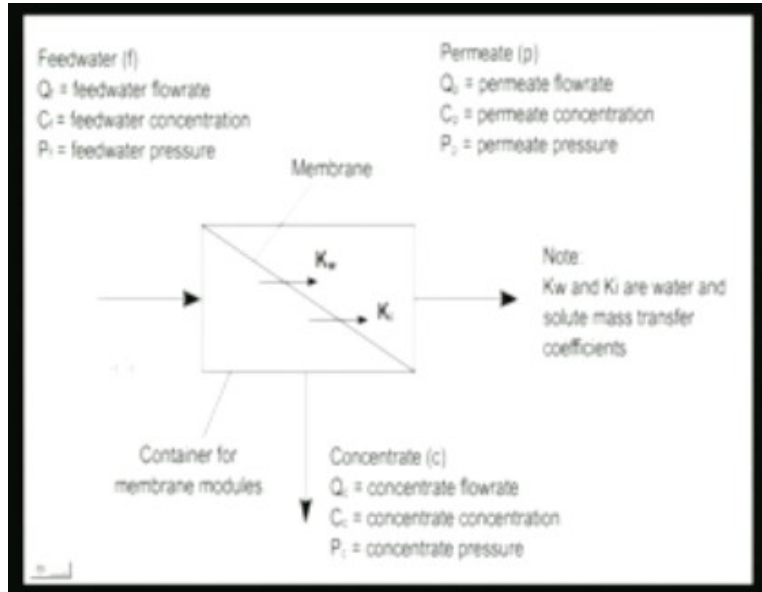 Feedwater (f)
Qf = feedwater flowrate
Cf = feedwater concentration
Pf = feedwater pressure
Permeate (p)
Qp = permeate flowrate
Cp = permeate concentration
Pp = permeate pressure
Membrane
Kw
Ki
Note:
Kw and Ki are water and
solute mass transfer
coefficients
Container for
membrane modules
Concentrate (c)
Qc = concentrate flowrate
Cc = concentrate concentration
Pc = concentrate pressure